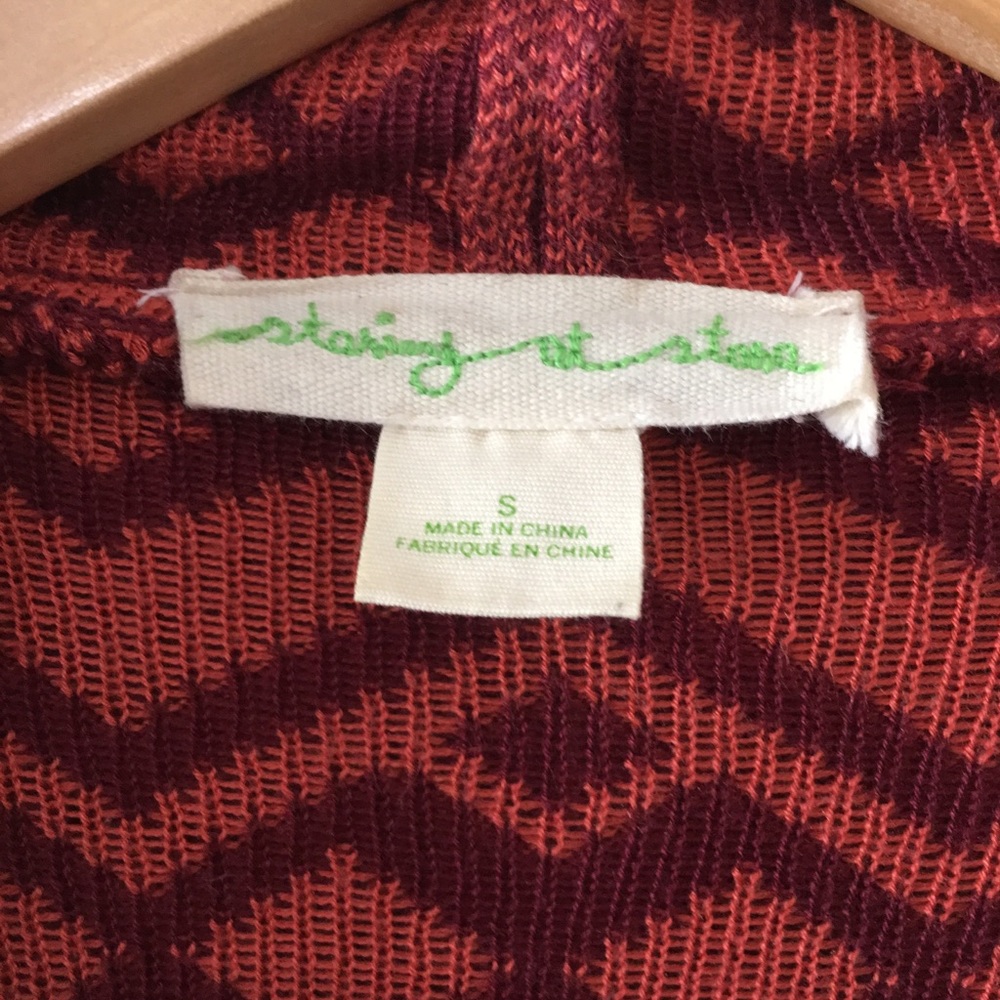 staring at stars
S
MADE IN CHINA
FABRIQUÉ EN CHINE